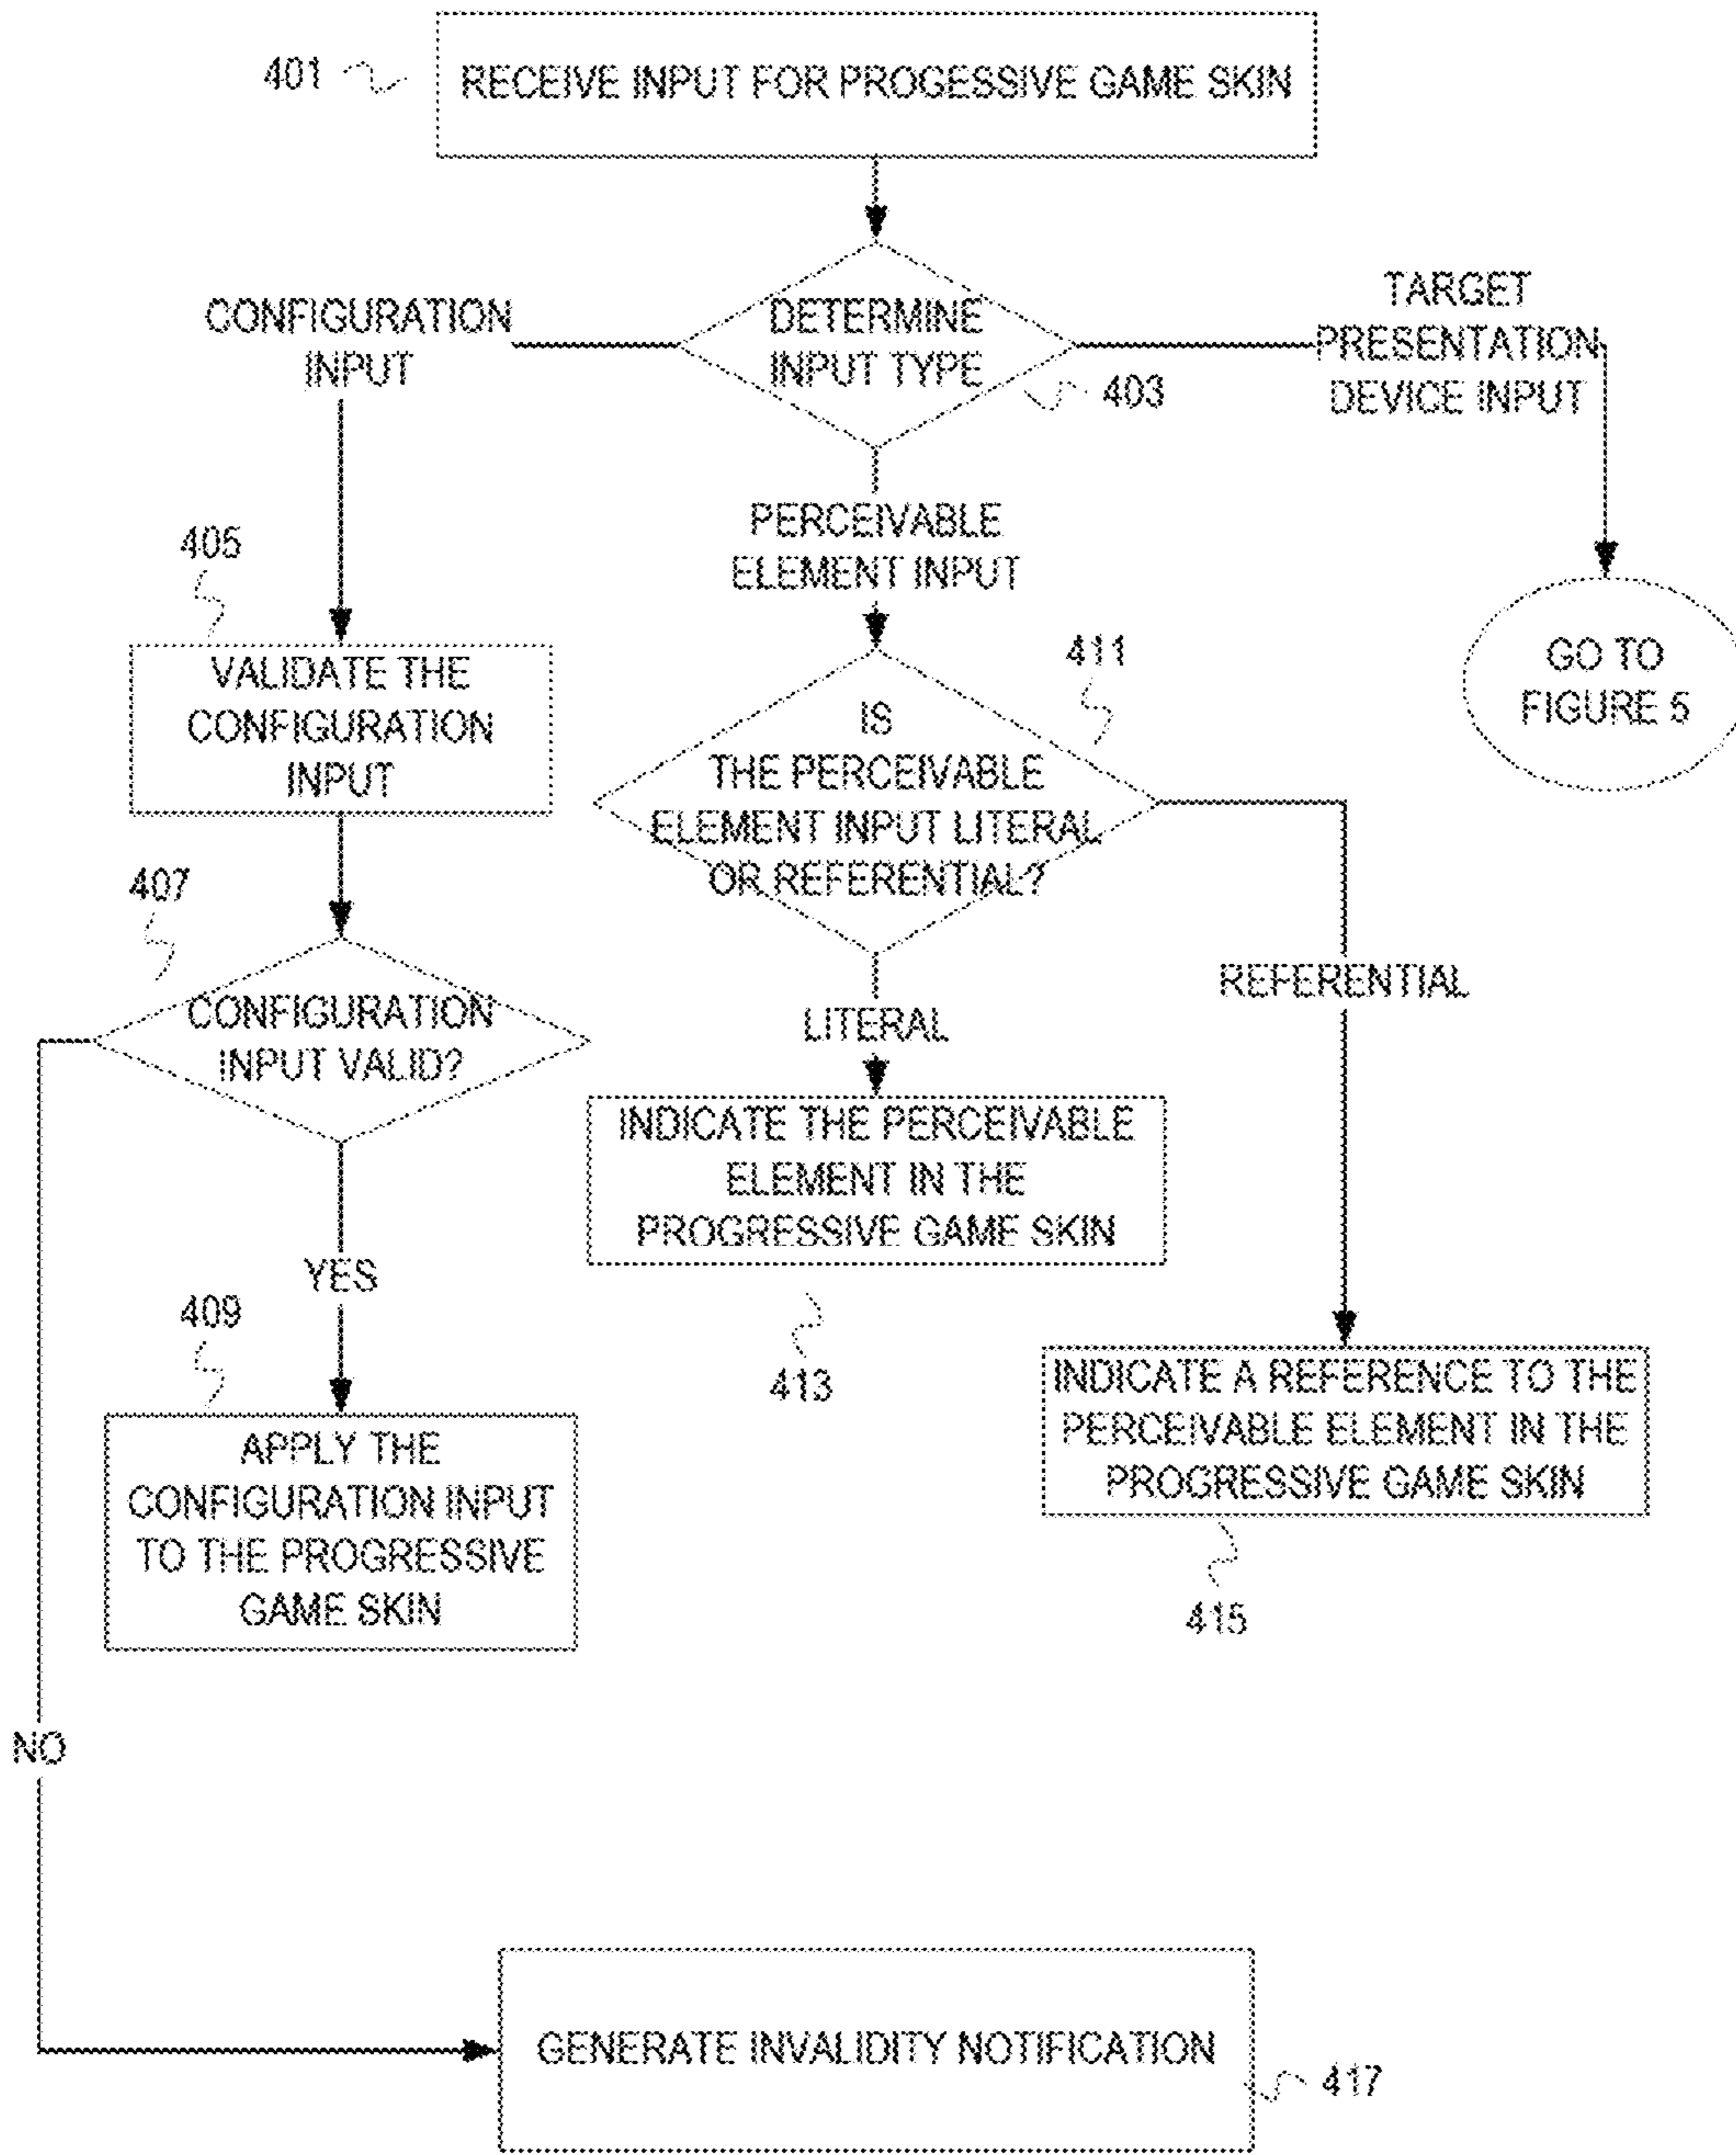 401
RECEIVE INPUT FOR PROGESSIVE GAME SKIN
DETERMINE
INPUT TYPE
403
CONFIGURATION
INPUT
TARGET
PRESENTATION
DEVICE INPUT
PERCEIVABLE
ELEMENT INPUT
GO TO
FIGURE 5
405
VALIDATE THE
CONFIGURATION
INPUT
411
IS
THE PERCEIVABLE
ELEMENT INPUT LITERAL
OR REFERENTIAL?
407
CONFIGURATION
INPUT VALID?
LITERAL
REFERENTIAL
INDICATE THE PERCEIVABLE
ELEMENT IN THE
PROGRESSIVE GAME SKIN
413
YES
409
APPLY THE
CONFIGURATION INPUT
TO THE PROGRESSIVE
GAME SKIN
INDICATE A REFERENCE TO THE
PERCEIVABLE ELEMENT IN THE
PROGRESSIVE GAME SKIN
415
NO
GENERATE INVALIDITY NOTIFICATION
417